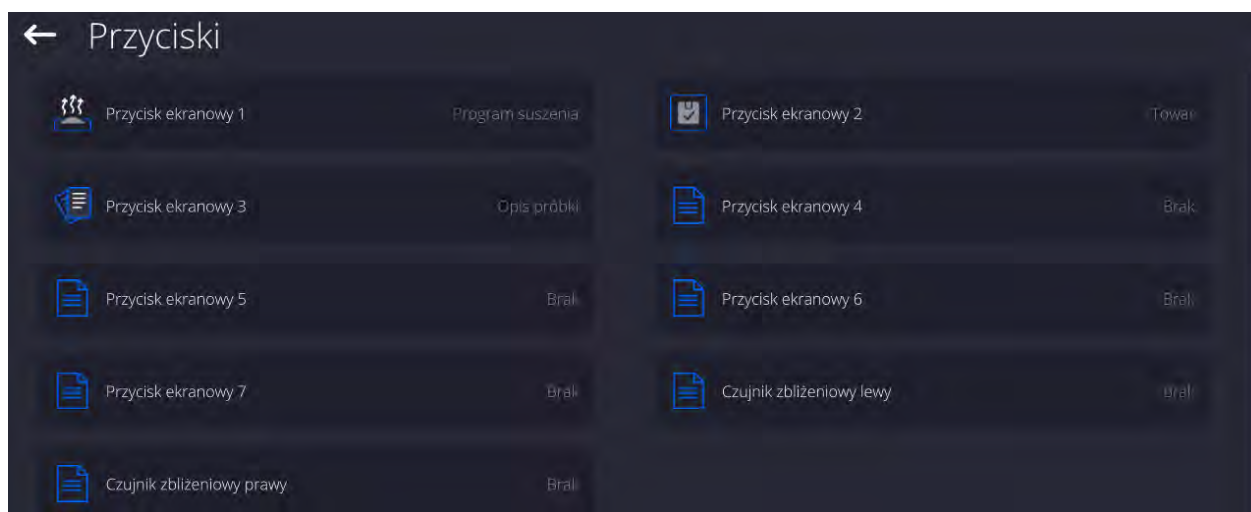 Przyciski
Przycisk ekranowy 1 Program suszenia
Przycisk ekranowy 2 Towar
Przycisk ekranowy 3 Opis próbki
Przycisk ekranowy 4 Brak
Przycisk ekranowy 5 Brak
Przycisk ekranowy 6 Brak
Przycisk ekranowy 7 Brak
Czujnik zbliżeniowy lewy Brak
Czujnik zbliżeniowy prawy Brak